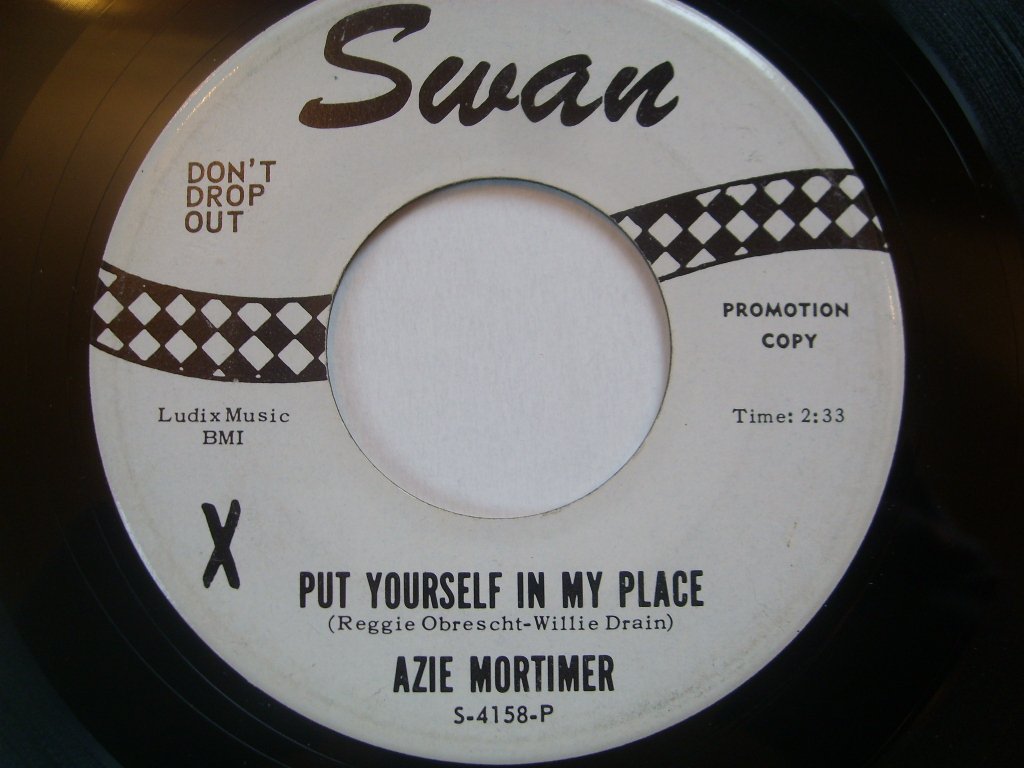 Swan
DON'T
DROP
OUT
PROMOTION
COPY
Ludix Music
BMI
Time: 2:33
X
PUT YOURSELF IN MY PLACE
(Reggie Obrescht-Willie Drain)
AZIE MORTIMER
S-4158-P